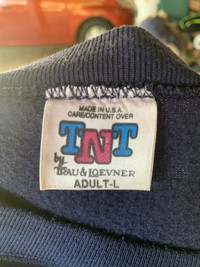 MADE IN U.S.A.
CARE/CONTENT OVER
TNT
by
TRAU & LOEVNER
ADULT-L